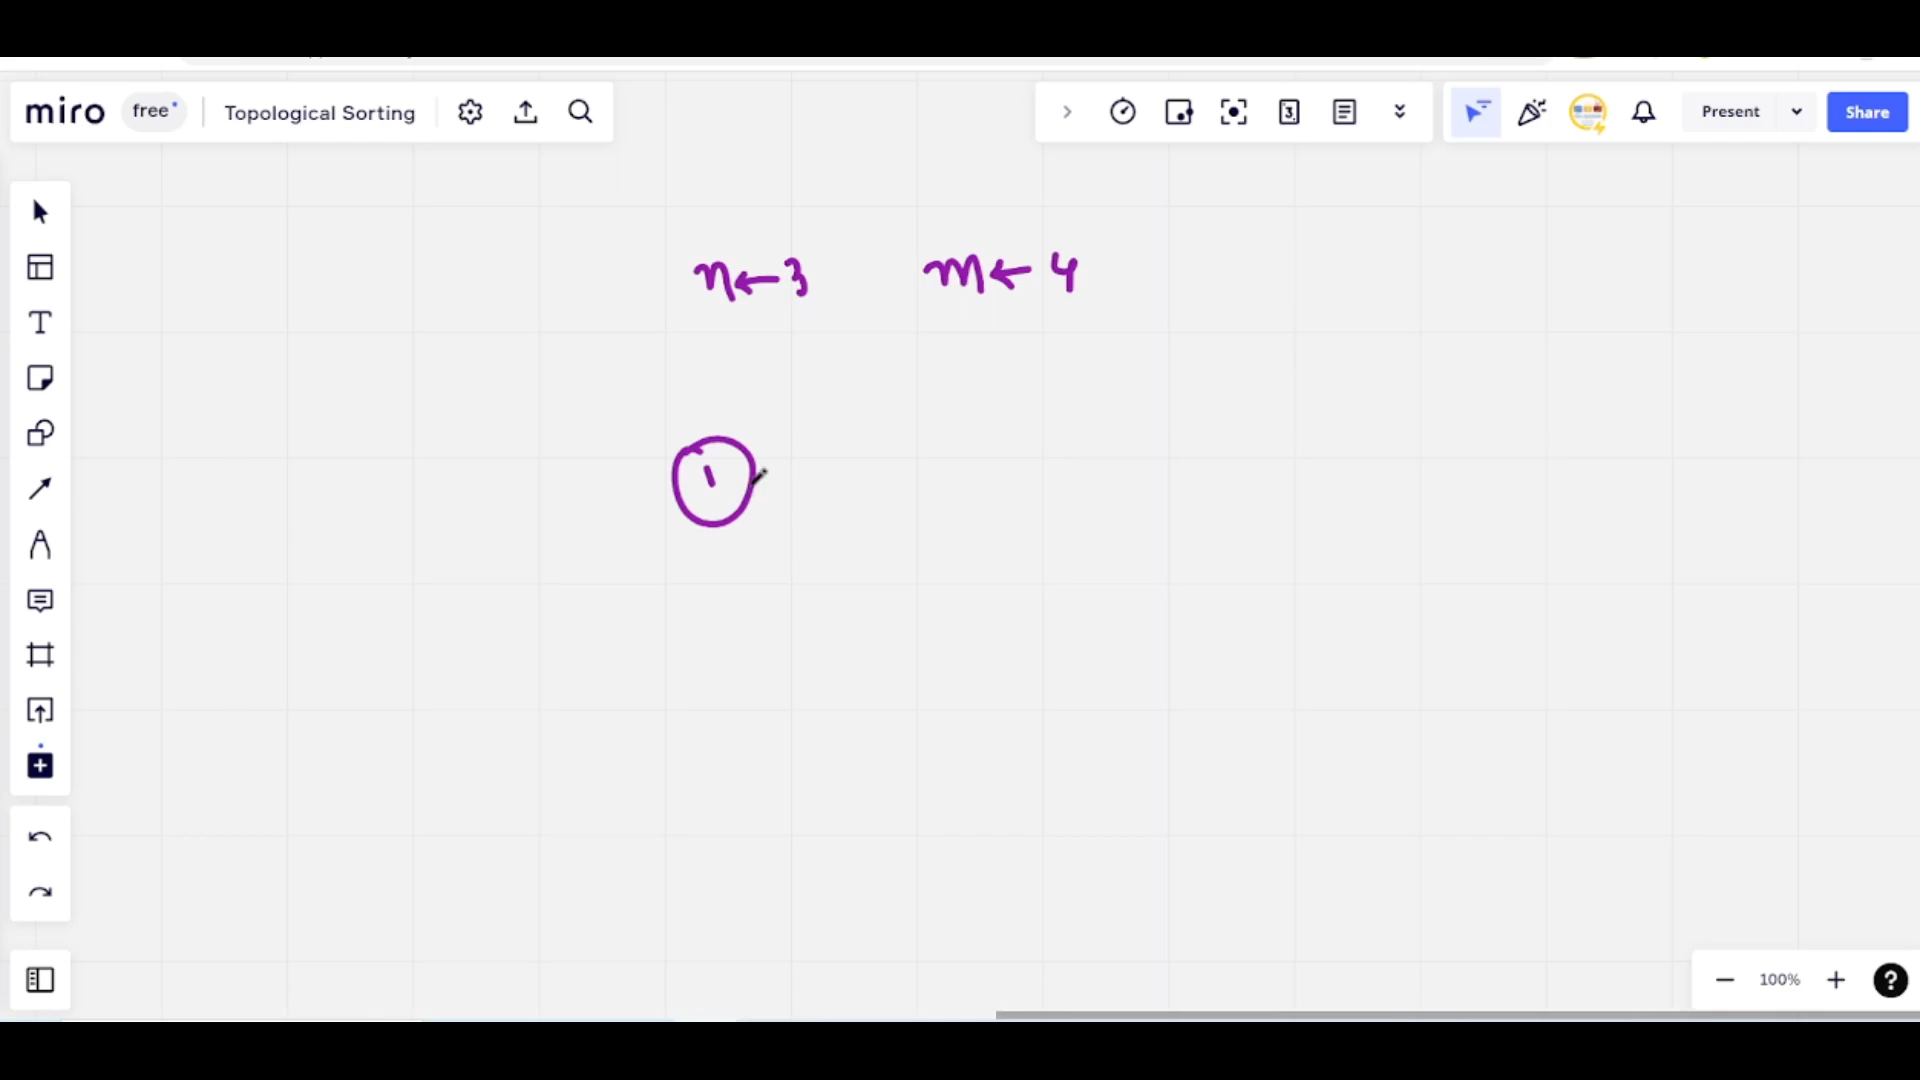 miro free Topological Sorting Present Share
n ← 3 m ← 4
1
100%